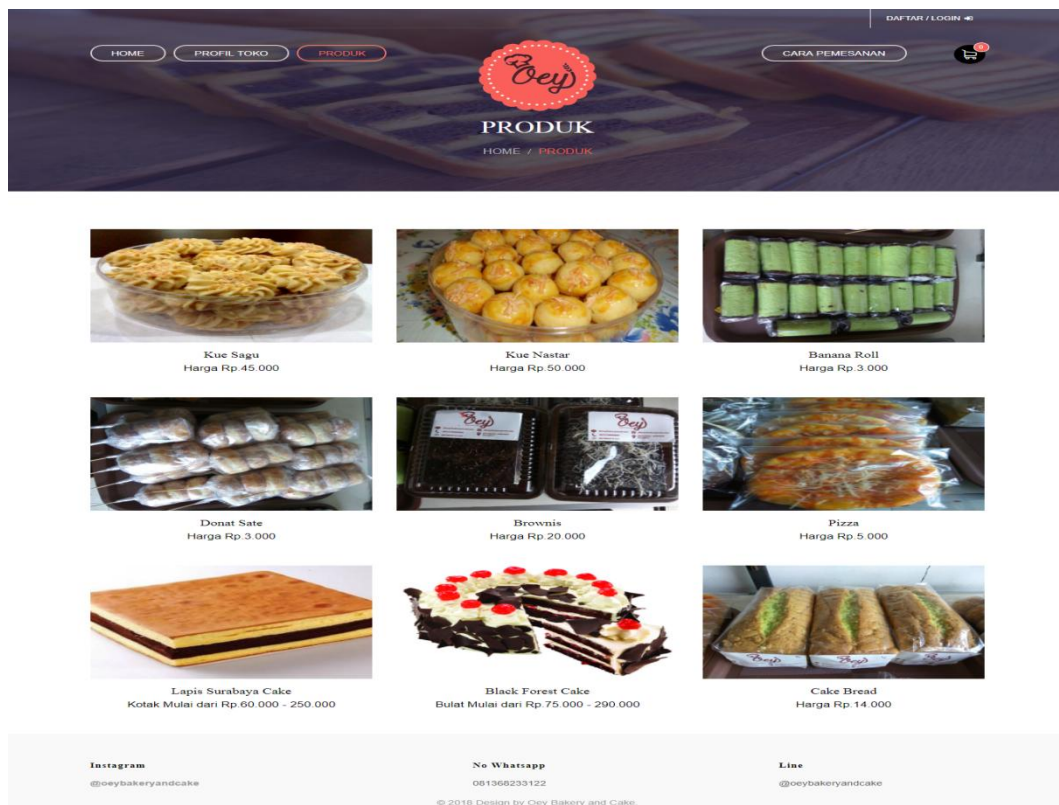 DAFTAR / LOGIN
HOME
PROFIL TOKO
PRODUK
Oey
CARA PEMESANAN
0
PRODUK
HOME / PRODUK
Kue Sagu
Harga Rp.45.000
Kue Nastar
Harga Rp.50.000
Banana Roll
Harga Rp.3.000
Donat Sate
Harga Rp.3.000
Oey
Oey
Brownis
Harga Rp.20.000
Pizza
Harga Rp.5.000
Lapis Surabaya Cake
Kotak Mulai dari Rp.60.000 - 250.000
Black Forest Cake
Bulat Mulai dari Rp.75.000 - 290.000
Oey
Oey
Cake Bread
Harga Rp.14.000
Instagram
@oeybakeryandcake
No Whatsapp
081368233122
Line
@oeybakeryandcake
© 2018 Design by Oey Bakery and Cake.